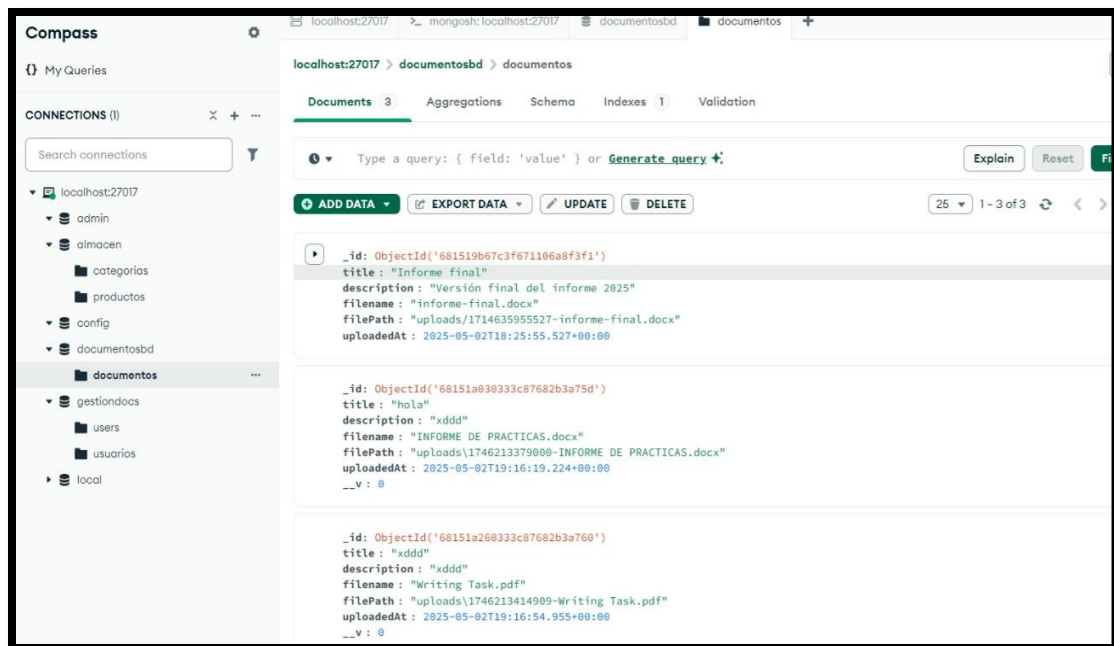 Compass
{} My Queries
CONNECTIONS (1)
Search connections
localhost:27017
admin
almacen
categorias
productos
config
documentosbd
documentos
gestiondocs
users
usuarios
local
localhost:27017
>_ mongosh: localhost:27017
documentosbd
documentos
localhost:27017 > documentosbd > documentos
Documents 3 Aggregations Schema Indexes 1 Validation
Type a query: { field: 'value' } or Generate query
Explain Reset
ADD DATA EXPORT DATA UPDATE DELETE
25 1 - 3 of 3
_id: ObjectId('681519b67c3f671106a8f3f1')
title : "Informe final"
description : "Versión final del informe 2025"
filename : "informe-final.docx"
filePath : "uploads/1714635955527-informe-final.docx"
uploadedAt : 2025-05-02T18:25:55.527+00:00
_id: ObjectId('68151a030333c87682b3a75d')
title : "hola"
description : "xddd"
filename : "INFORME DE PRACTICAS.docx"
filePath : "uploads\1746213379000-INFORME DE PRACTICAS.docx"
uploadedAt : 2025-05-02T19:16:19.224+00:00
__v : 0
_id: ObjectId('68151a260333c87682b3a760')
title : "xddd"
description : "xddd"
filename : "Writing Task.pdf"
filePath : "uploads\1746213414909-Writing Task.pdf"
uploadedAt : 2025-05-02T19:16:54.955+00:00
__v : 0